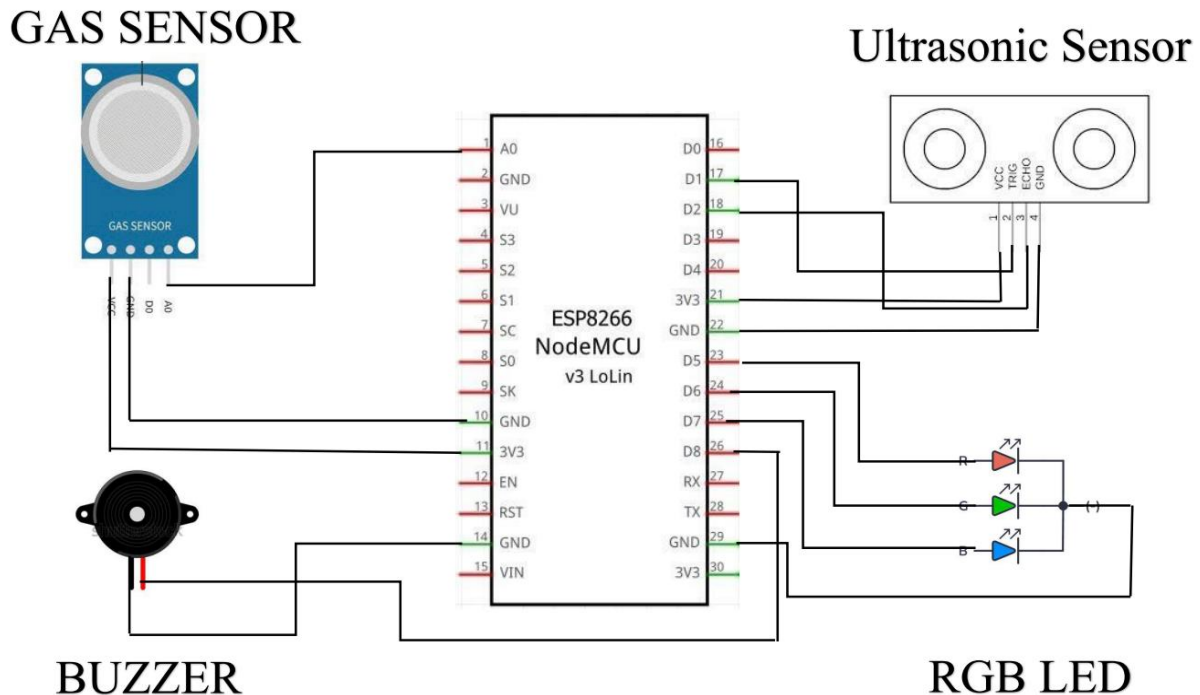 GAS SENSOR
Ultrasonic Sensor
GAS SENSOR
VCC
GND
D0
A0
VCC
TRIG
ECHO
GND
1
2
3
4
1 A0
2 GND
3 VU
4 S3
5 S2
6 S1
7 SC
8 S0
9 SK
10 GND
11 3V3
12 EN
13 RST
14 GND
15 VIN
ESP8266
NodeMCU
v3 LoLin
D0 16
D1 17
D2 18
D3 19
D4 20
3V3 21
GND 22
D5 23
D6 24
D7 25
D8 26
RX 27
TX 28
GND 29
3V3 30
R
G
B
(-)
BUZZER
RGB LED